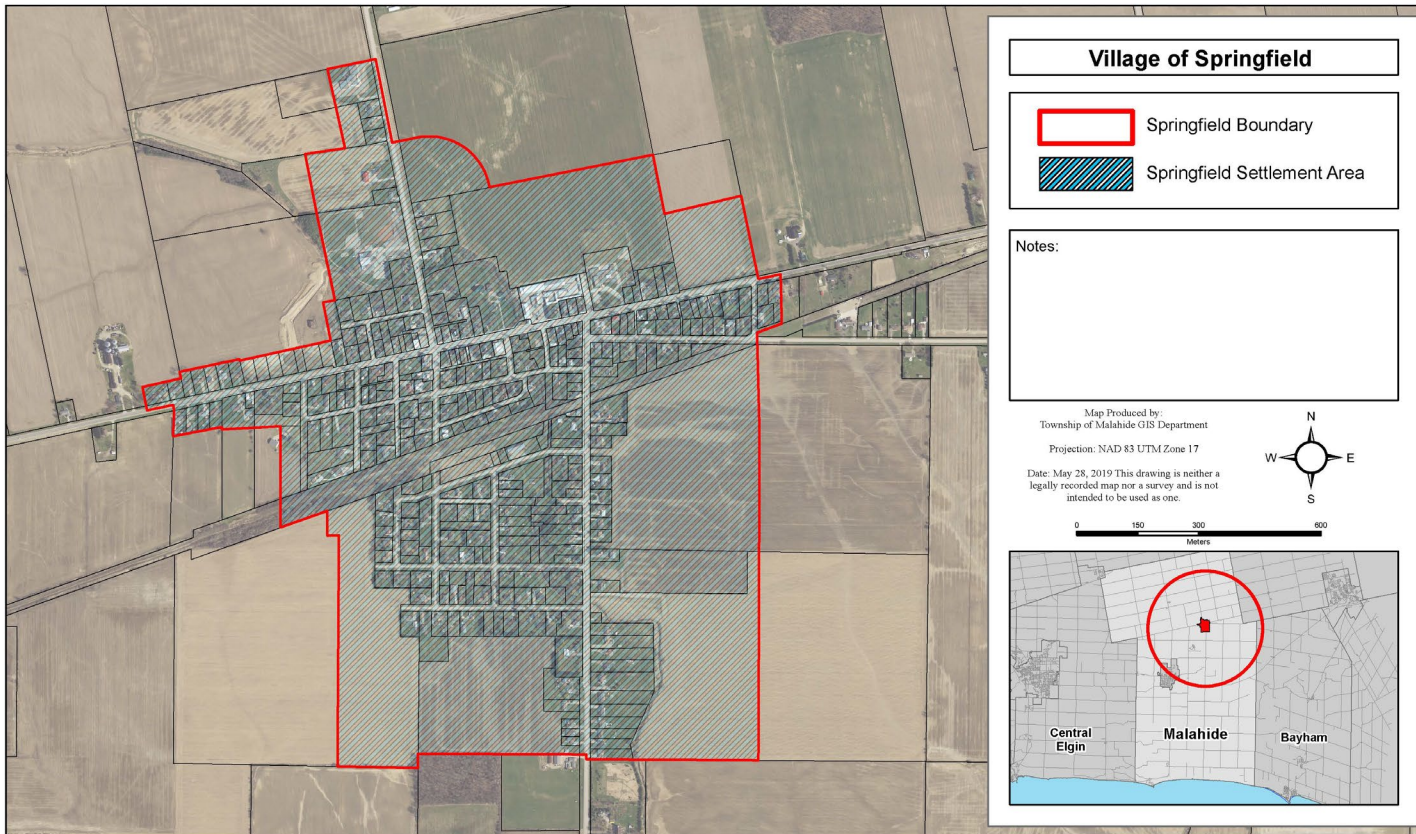 Village of Springfield
Springfield Boundary
Springfield Settlement Area
Notes:
Map Produced by:
Township of Malahide GIS Department
Projection: NAD 83 UTM Zone 17
Date: May 28, 2019 This drawing is neither a
legally recorded map nor a survey and is not
intended to be used as one.
N
W E
S
0 150 300 600
Meters
Central
Elgin
Malahide
Bayham